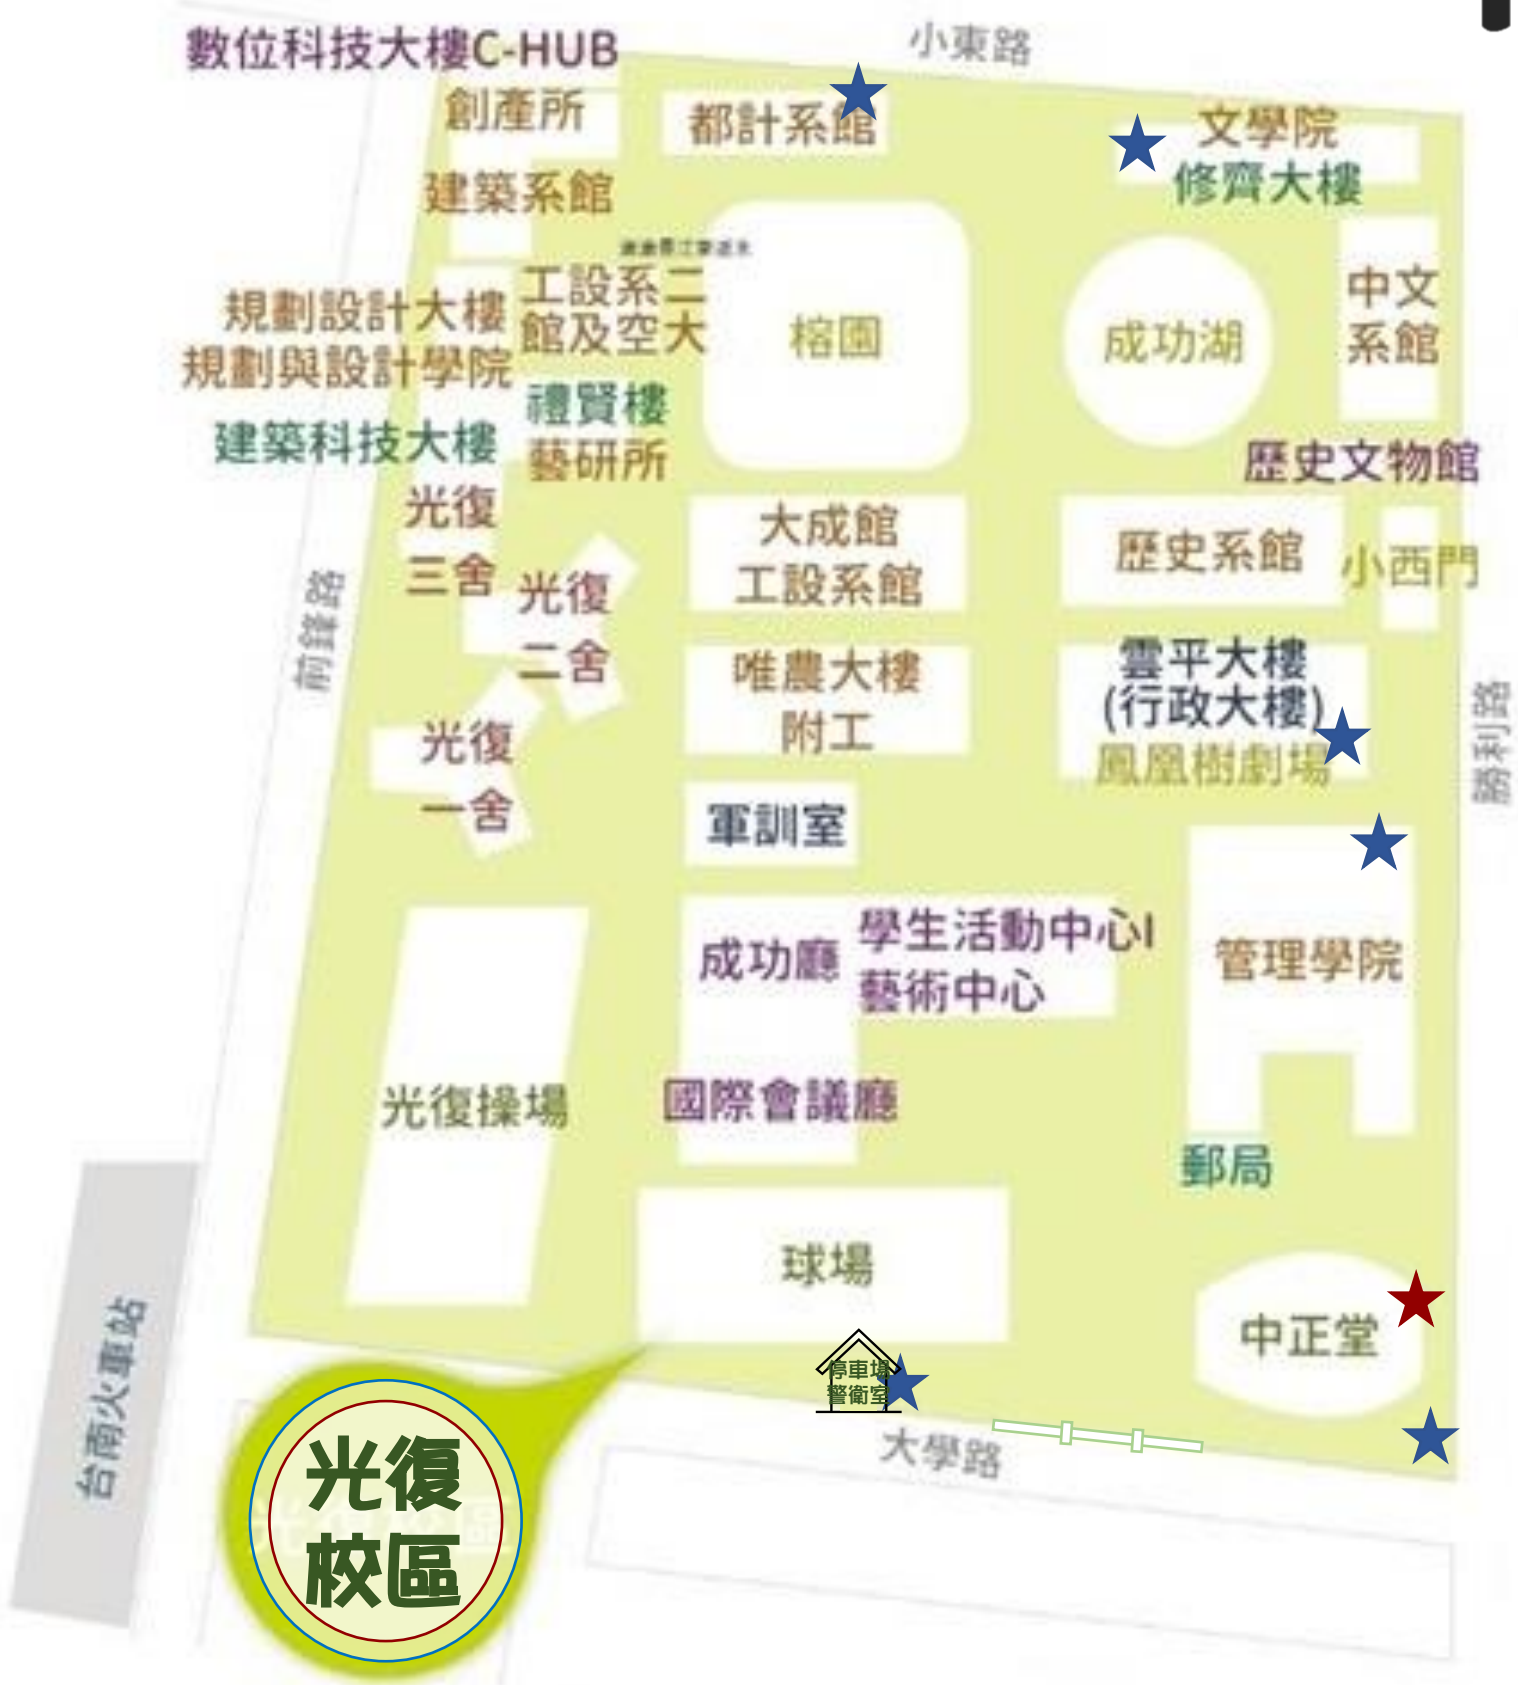 數位科技大樓C-HUB
小東路
創產所
都計系館
文學院
修齊大樓
建築系館
工設系二
館及空大
規劃設計大樓
規劃與設計學院
榕園
成功湖
中文
系館
禮賢樓
藝研所
建築科技大樓
歷史文物館
光復
三舍
大成館
工設系館
歷史系館
小西門
光復
二舍
前鋒路
唯農大樓
附工
雲平大樓
(行政大樓)
鳳凰樹劇場
勝利路
光復
一舍
軍訓室
成功廳
學生活動中心I
藝術中心
管理學院
光復操場
國際會議廳
郵局
球場
中正堂
台南火車站
停車場
警衛室
大學路
光復
校區